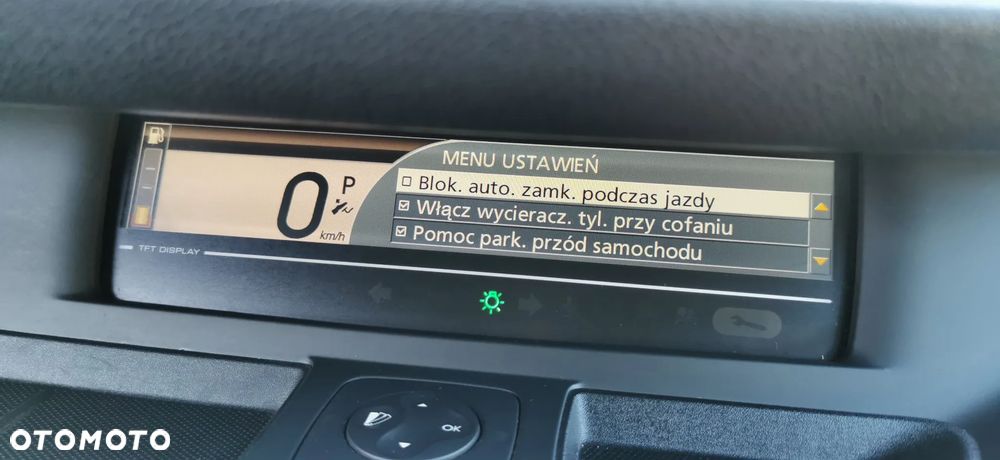 MENU USTAWIEŃ
Blok. auto. zamk. podczas jazdy
Włącz wycieracz. tyl. przy cofaniu
Pomoc park. przód samochodu
0
P
km/h
TFT DISPLAY
OK
OTOMOTO